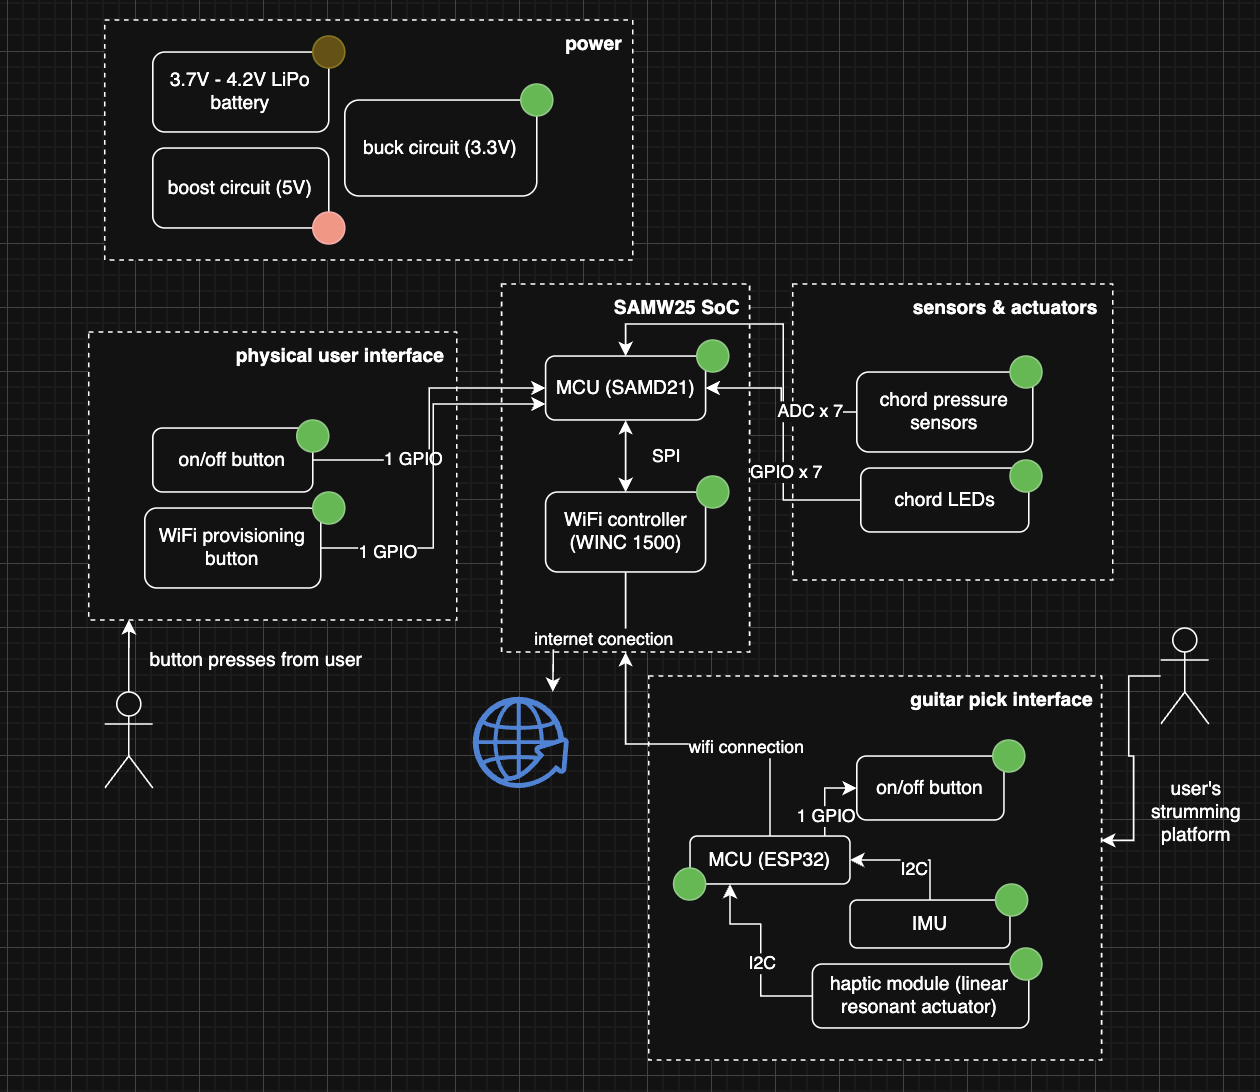 power
3.7V - 4.2V LiPo
battery
buck circuit (3.3V)
boost circuit (5V)
SAMW25 SoC
MCU (SAMD21)
SPI
WiFi controller
(WINC 1500)
internet conection
sensors & actuators
chord pressure
sensors
ADC x 7
GPIO x 7
chord LEDs
physical user interface
on/off button
1 GPIO
WiFi provisioning
button
1 GPIO
button presses from user
guitar pick interface
wifi connection
on/off button
1 GPIO
MCU (ESP32)
I2C
IMU
I2C
haptic module (linear
resonant actuator)
user's
strumming
platform